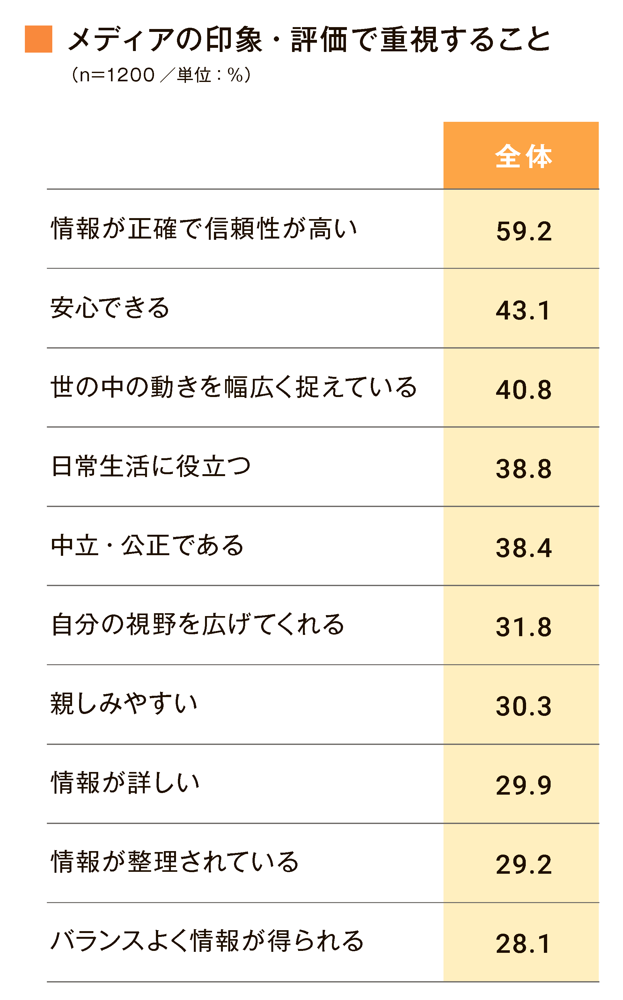 メディアの印象・評価で重視すること
（n=1200／単位：%）
全体
情報が正確で信頼性が高い 59.2
安心できる 43.1
世の中の動きを幅広く捉えている 40.8
日常生活に役立つ 38.8
中立・公正である 38.4
自分の視野を広げてくれる 31.8
親しみやすい 30.3
情報が詳しい 29.9
情報が整理されている 29.2
バランスよく情報が得られる 28.1